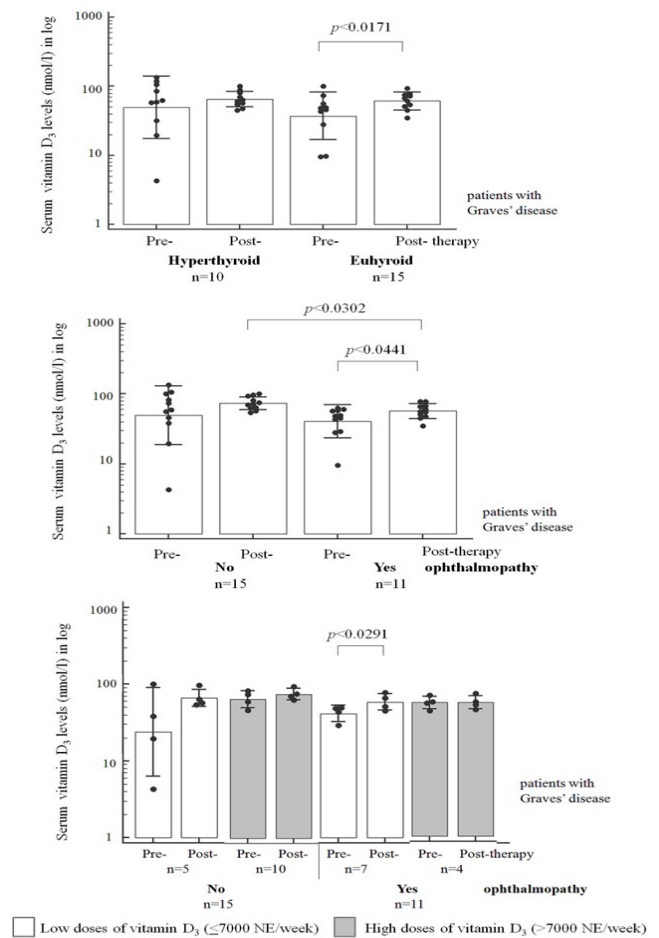 Serum vitamin D3 levels (nmol/l) in log
1000
100
10
1
p<0.0171
patients with
Graves' disease
Pre- Post- Pre- Post- therapy
Hyperthyroid Euhyroid
n=10 n=15
Serum vitamin D3 levels (nmol/l) in log
1000
100
10
1
p<0.0302
p<0.0441
patients with
Graves' disease
Pre- Post- Pre- Post-therapy
No Yes ophthalmopathy
n=15 n=11
Serum vitamin D3 levels (nmol/l) in log
1000
100
10
1
p<0.0291
patients with
Graves' disease
Pre- Post- Pre- Post- Pre- Post- Pre- Post-therapy
n=5 n=10 n=7 n=4
No Yes ophthalmopathy
n=15 n=11
Low doses of vitamin D3 (≤7000 NE/week) High doses of vitamin D3 (>7000 NE/week)